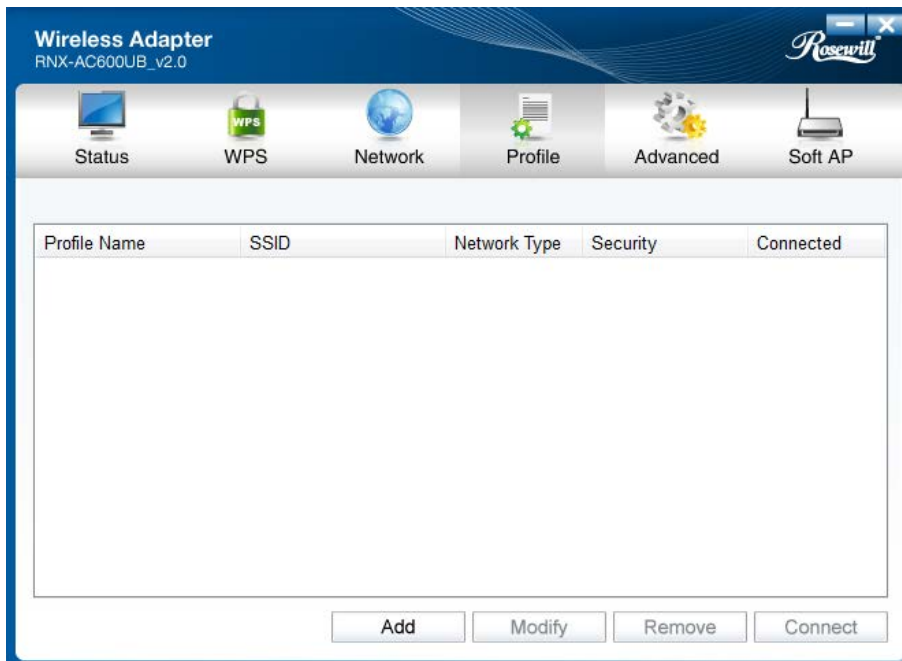 Wireless Adapter
RNX-AC600UB_v2.0
Rosewill
WPS
Status WPS Network Profile Advanced Soft AP
Profile Name SSID Network Type Security Connected
Add Modify Remove Connect